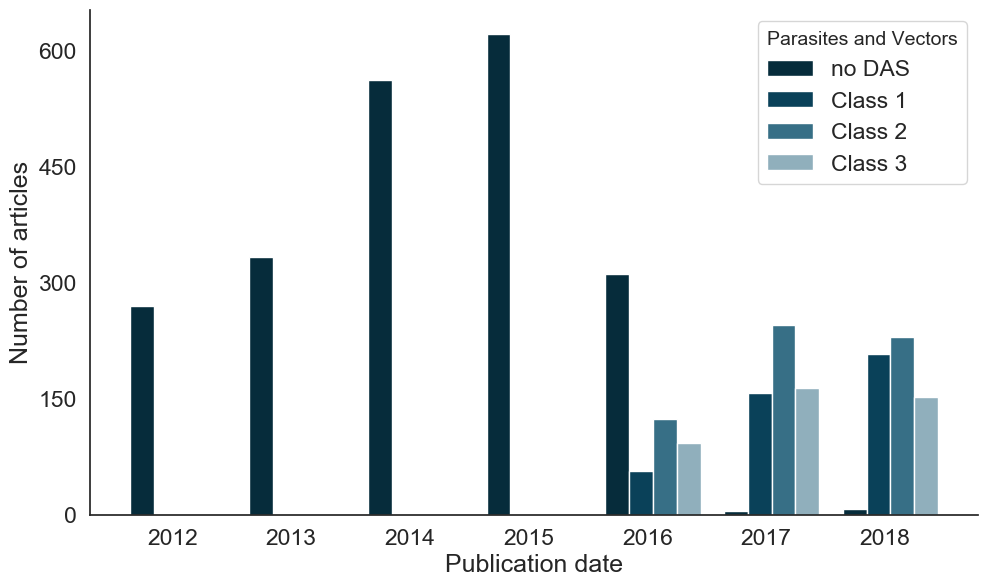 Parasites and Vectors
no DAS
Class 1
Class 2
Class 3
Number of articles
600
450
300
150
0
2012 2013 2014 2015 2016 2017 2018
Publication date